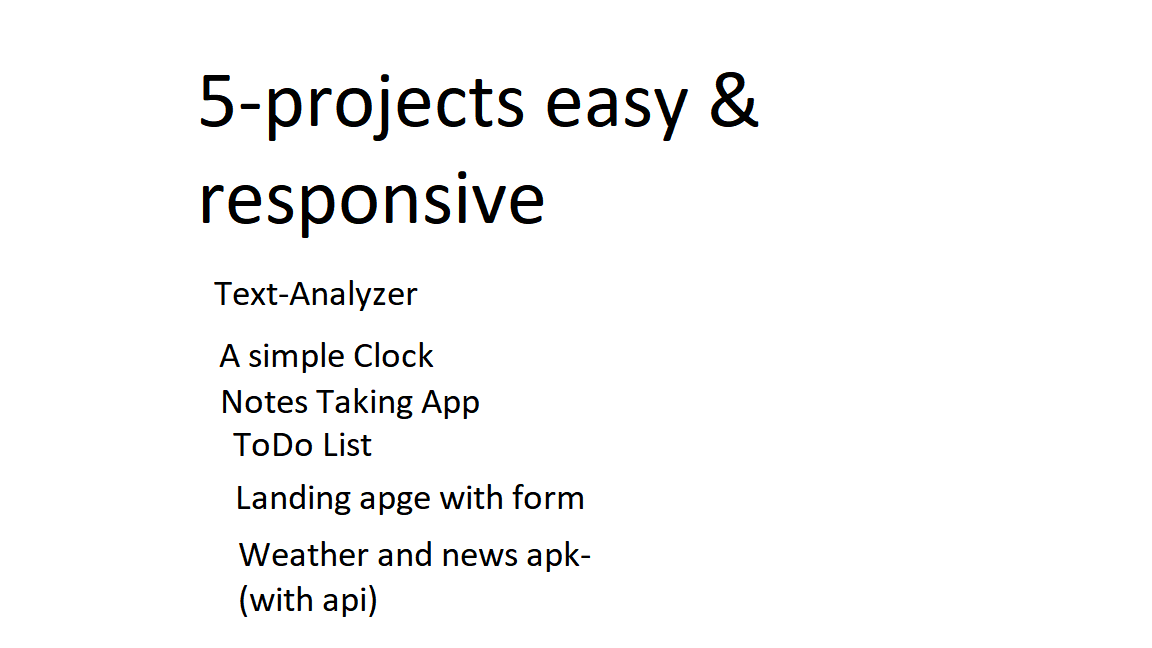 5-projects easy &
responsive
Text-Analyzer
A simple Clock
Notes Taking App
ToDo List
Landing apge with form
Weather and news apk-
(with api)